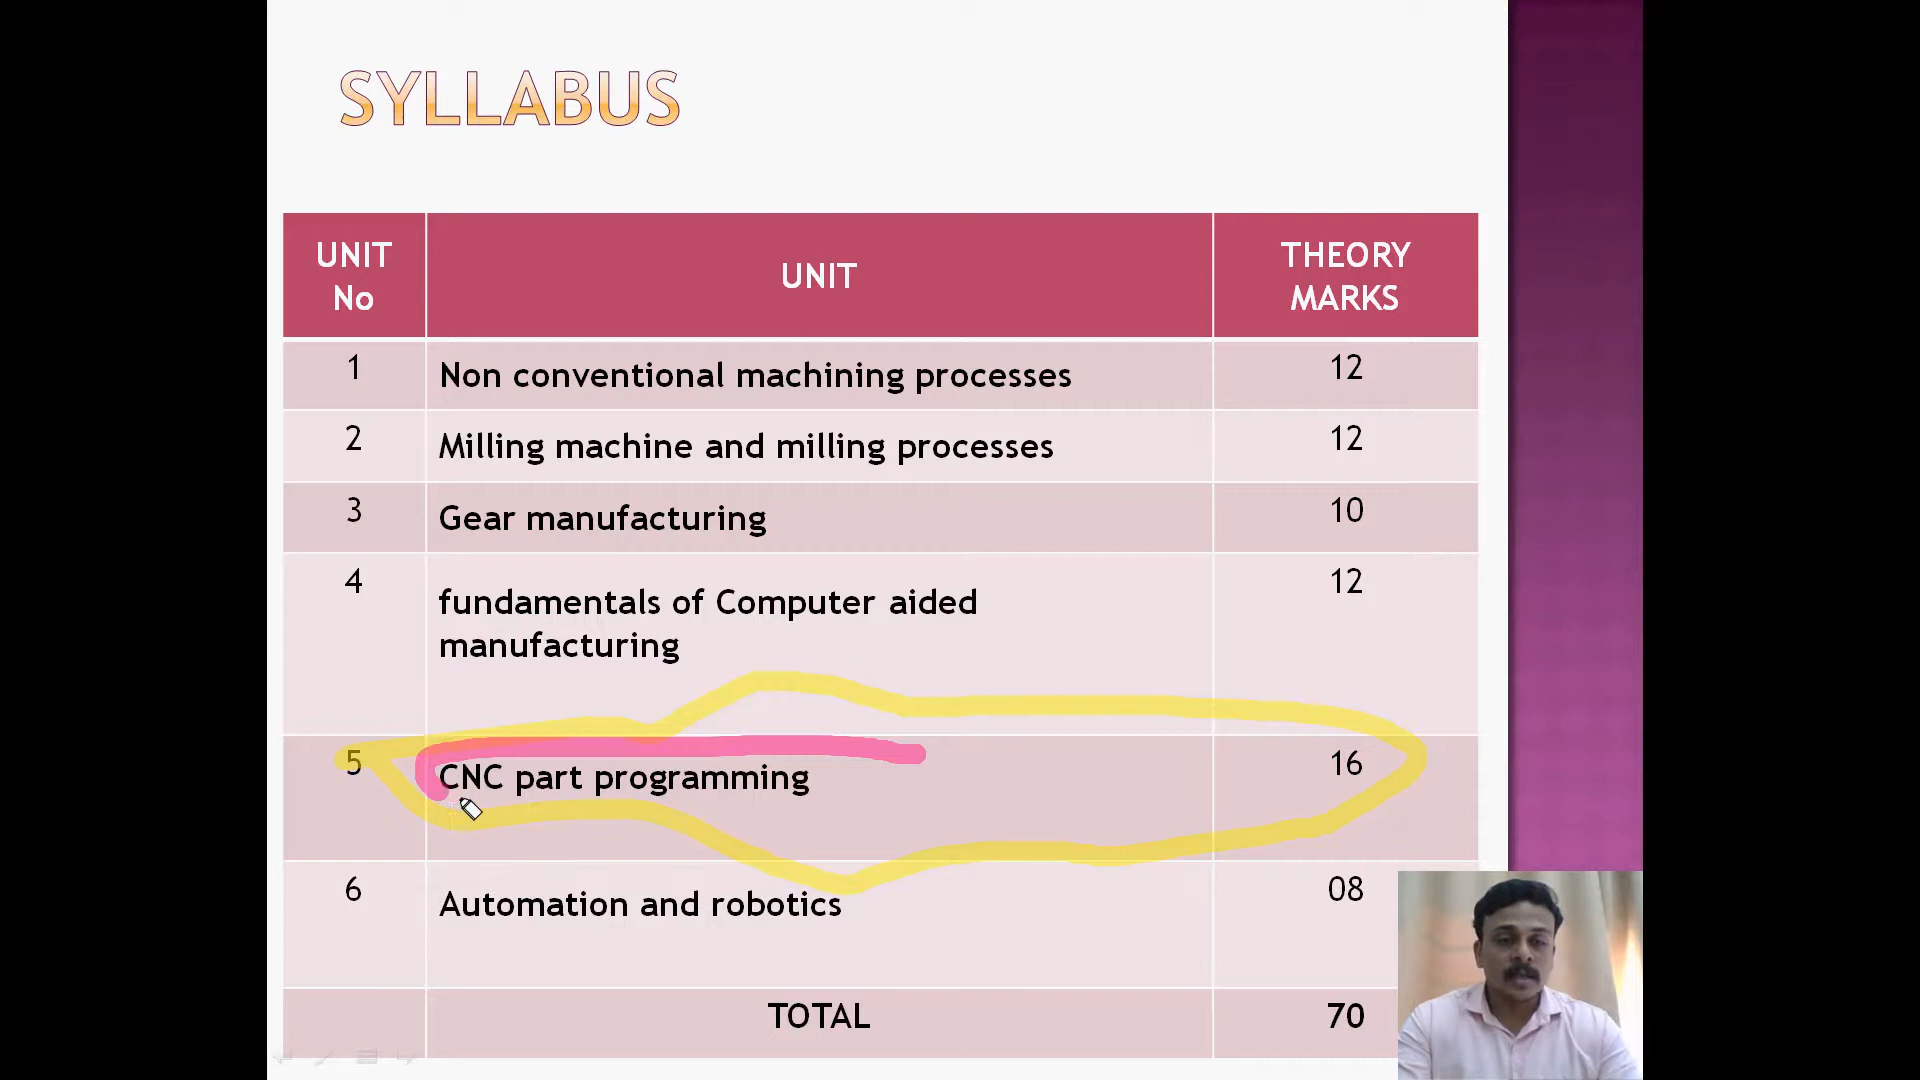 SYLLABUS
UNIT No
UNIT
THEORY MARKS
1 Non conventional machining processes 12
2 Milling machine and milling processes 12
3 Gear manufacturing 10
4 fundamentals of Computer aided
manufacturing 12
5 CNC part programming 16
6 Automation and robotics 08
TOTAL 70